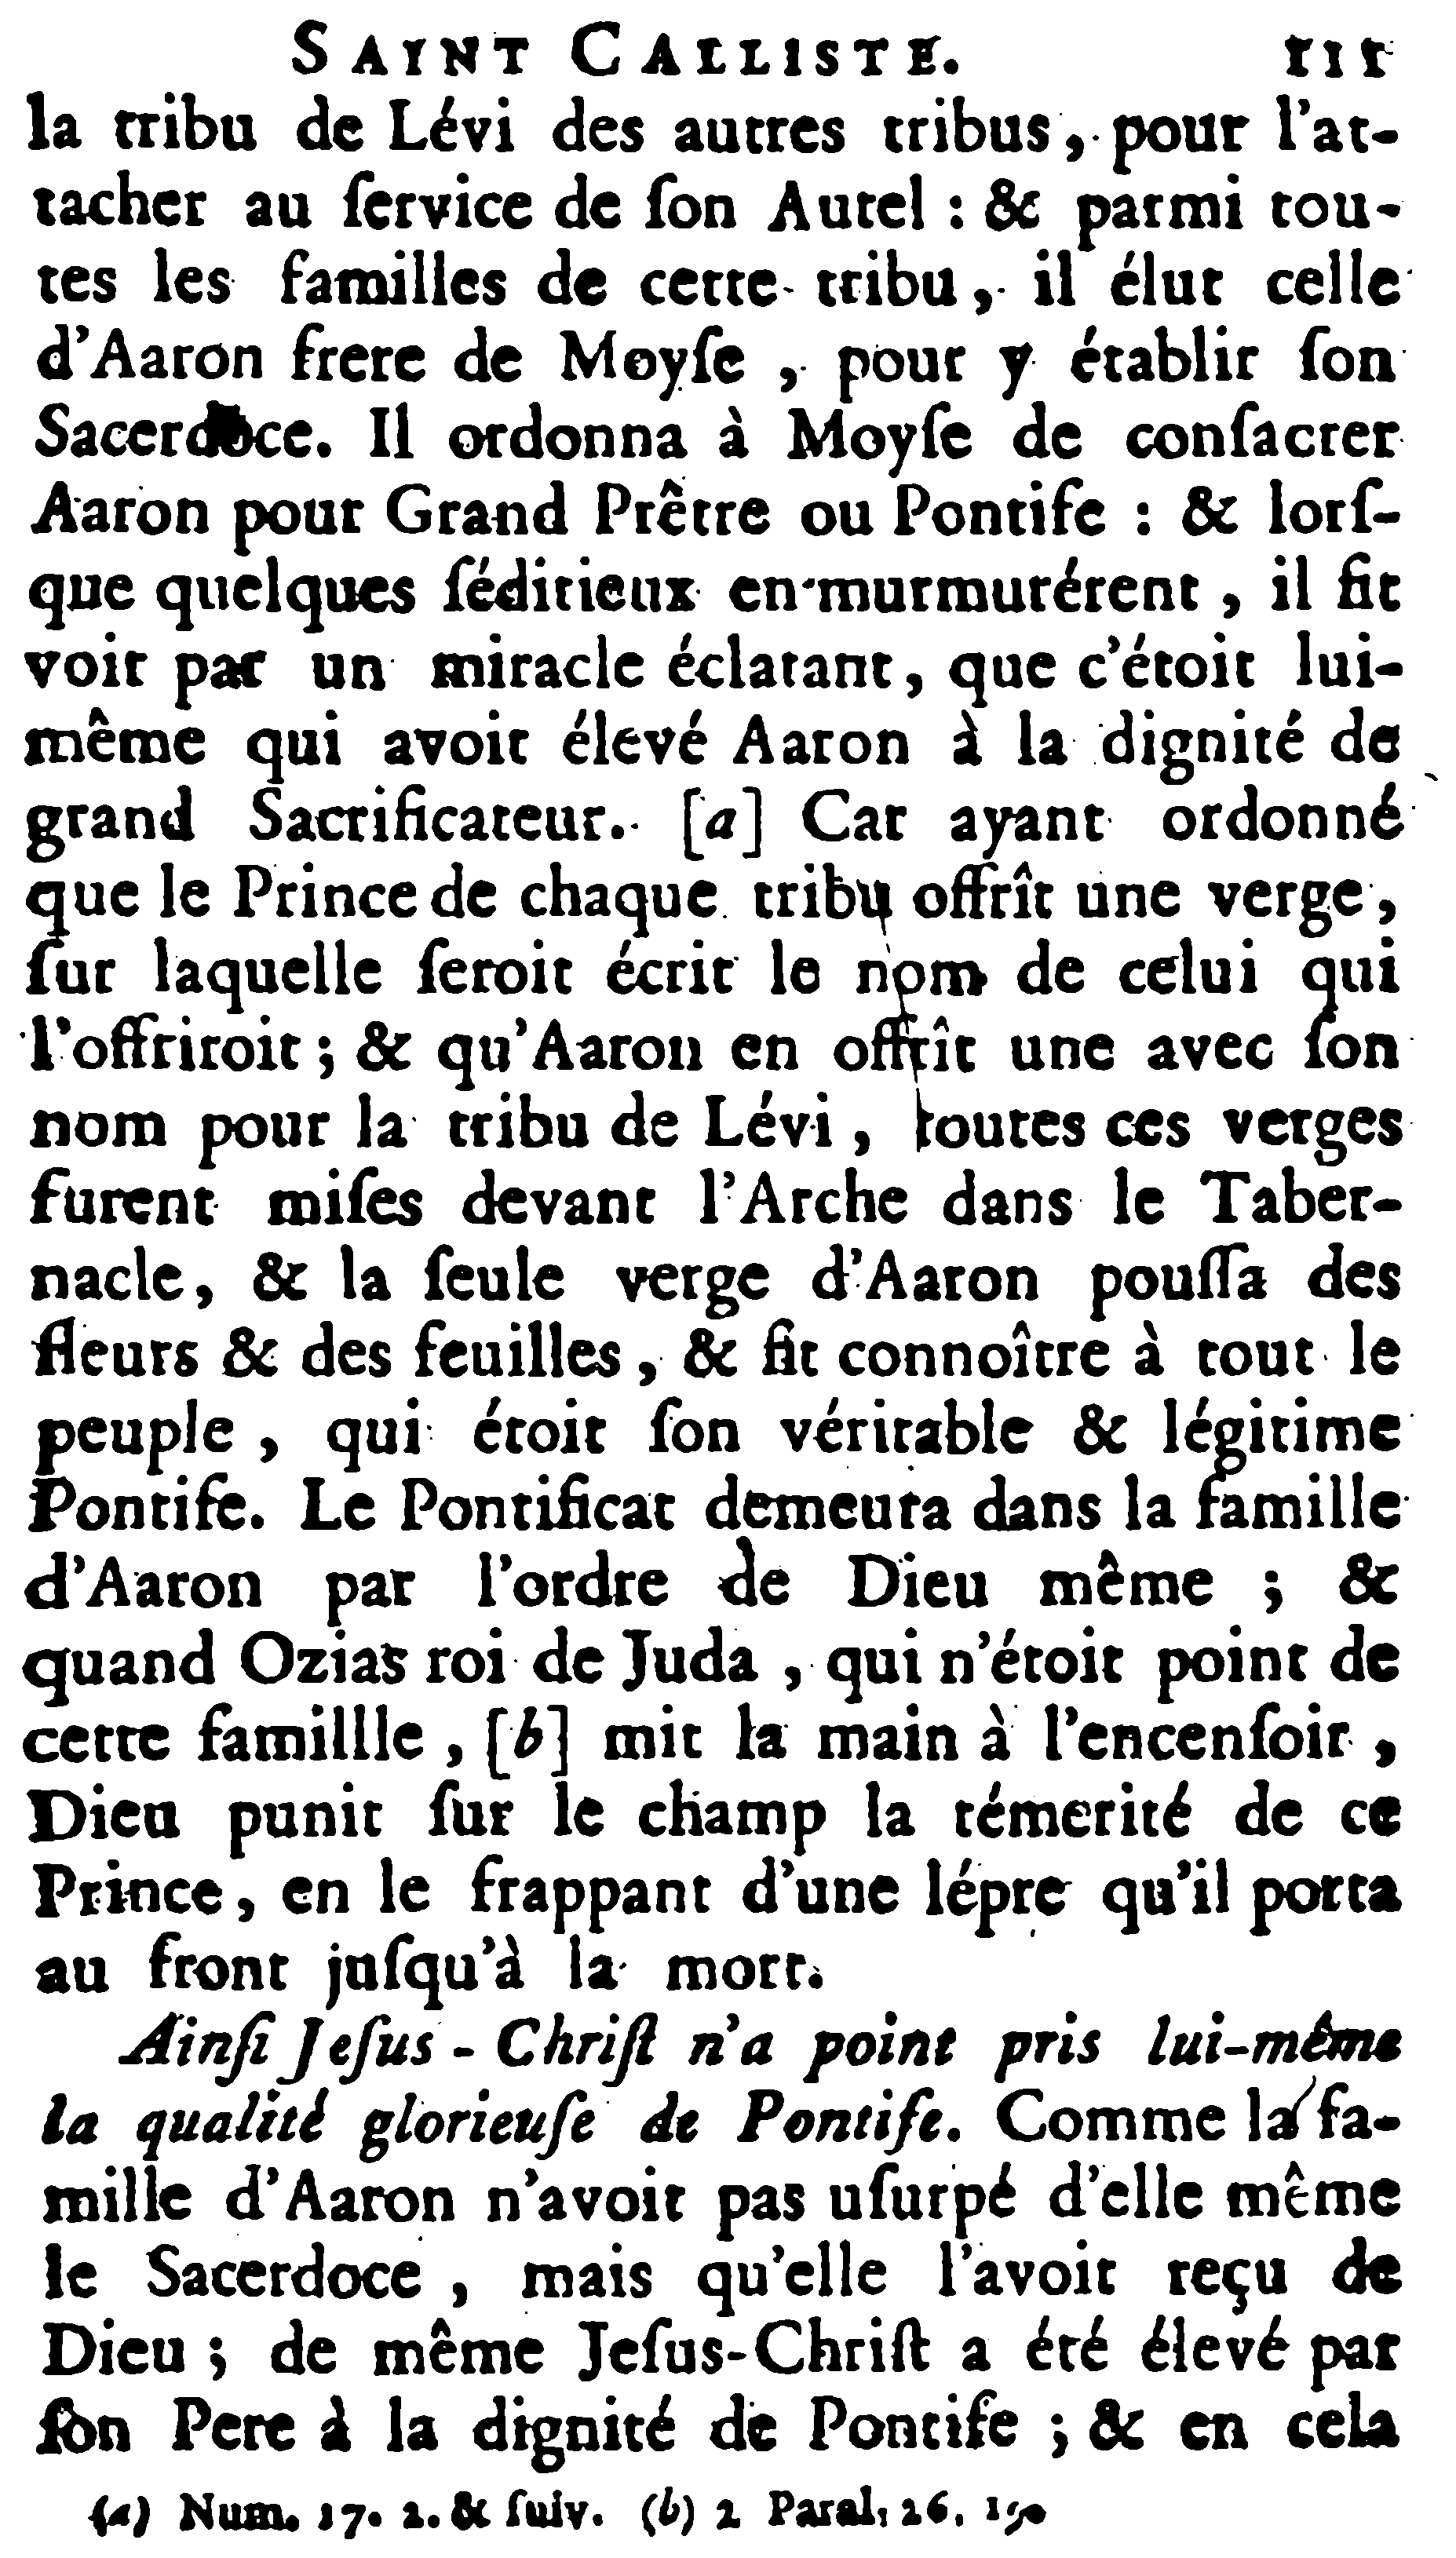 SAINT CALLISTE. 111
la tribu de Lévi des autres tribus, pour l'at-
tacher au ſervice de ſon Autel : & parmi tou-
tes les familles de cette tribu, il élut celle
d'Aaron frere de Moyſe, pour y établir ſon
Sacerdoce. Il ordonna à Moyſe de conſacrer
Aaron pour Grand Prêtre ou Pontife : & lorſ-
que quelques ſéditieux en murmurérent, il fit
voir par un miracle éclatant, que c'étoit lui-
même qui avoit élevé Aaron à la dignité de
grand Sacrificateur. [a] Car ayant ordonné
que le Prince de chaque tribu offrît une verge,
ſur laquelle ſeroit écrit le nom de celui qui
l'offriroit ; & qu'Aaron en offrît une avec ſon
nom pour la tribu de Lévi, toutes ces verges
furent miſes devant l'Arche dans le Taber-
nacle, & la ſeule verge d'Aaron pouſſa des
fleurs & des feuilles, & fit connoître à tout le
peuple, qui étoit ſon véritable & légitime
Pontife. Le Pontificat demeura dans la famille
d'Aaron par l'ordre de Dieu même ; &
quand Ozias roi de Juda, qui n'étoit point de
cette famillle, [b] mit la main à l'encenſoir,
Dieu punit ſur le champ la témerité de ce
Prince, en le frappant d'une lépre qu'il porta
au front juſqu'à la mort.
Ainſi Jeſus-Chriſt n'a point pris lui-même
la qualité glorieuſe de Pontife. Comme la fa-
mille d'Aaron n'avoit pas uſurpé d'elle même
le Sacerdoce, mais qu'elle l'avoit reçu de
Dieu ; de même Jeſus-Chriſt a été élevé par
ſon Pere à la dignité de Pontife ; & en cela
(a) Num. 17. 2. & ſuiv. (b) 2 Paral. 26.